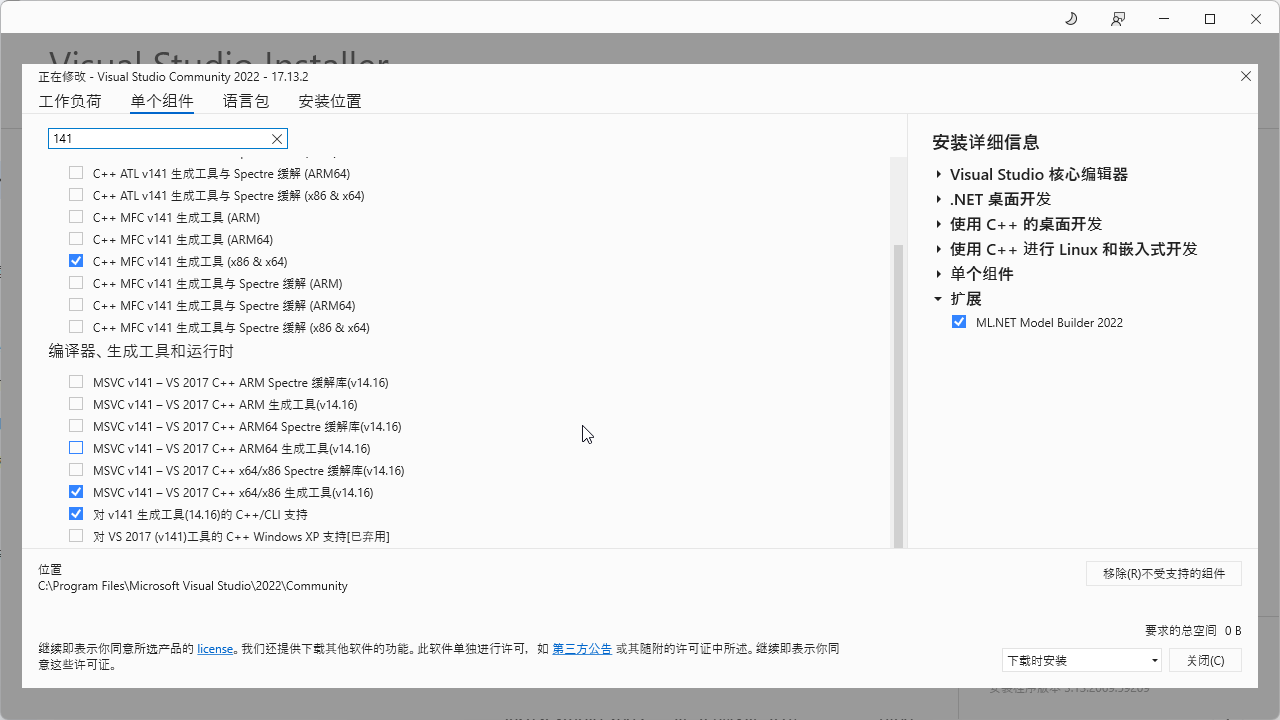 Visual Studio Installer
正在修改 - Visual Studio Community 2022 - 17.13.2
工作负荷 单个组件 语言包 安装位置
141
C++ ATL v141 生成工具与 Spectre 缓解 (ARM64)
C++ ATL v141 生成工具与 Spectre 缓解 (x86 & x64)
C++ MFC v141 生成工具 (ARM)
C++ MFC v141 生成工具 (ARM64)
C++ MFC v141 生成工具 (x86 & x64)
C++ MFC v141 生成工具与 Spectre 缓解 (ARM)
C++ MFC v141 生成工具与 Spectre 缓解 (ARM64)
C++ MFC v141 生成工具与 Spectre 缓解 (x86 & x64)
编译器、生成工具和运行时
MSVC v141 – VS 2017 C++ ARM Spectre 缓解库(v14.16)
MSVC v141 – VS 2017 C++ ARM 生成工具(v14.16)
MSVC v141 – VS 2017 C++ ARM64 Spectre 缓解库(v14.16)
MSVC v141 – VS 2017 C++ ARM64 生成工具(v14.16)
MSVC v141 – VS 2017 C++ x64/x86 Spectre 缓解库(v14.16)
MSVC v141 – VS 2017 C++ x64/x86 生成工具(v14.16)
对 v141 生成工具(14.16)的 C++/CLI 支持
对 VS 2017 (v141)工具的 C++ Windows XP 支持[已弃用]
安装详细信息
Visual Studio 核心编辑器
.NET 桌面开发
使用 C++ 的桌面开发
使用 C++ 进行 Linux 和嵌入式开发
单个组件
扩展
ML.NET Model Builder 2022
位置
C:\Program Files\Microsoft Visual Studio\2022\Community
移除(R)不受支持的组件
要求的总空间 0 B
继续即表示你同意所选产品的 license。我们还提供下载其他软件的功能。此软件单独进行许可，如 第三方公告 或其随附的许可证中所述。继续即表示你同
意这些许可证。
下载时安装
关闭(C)